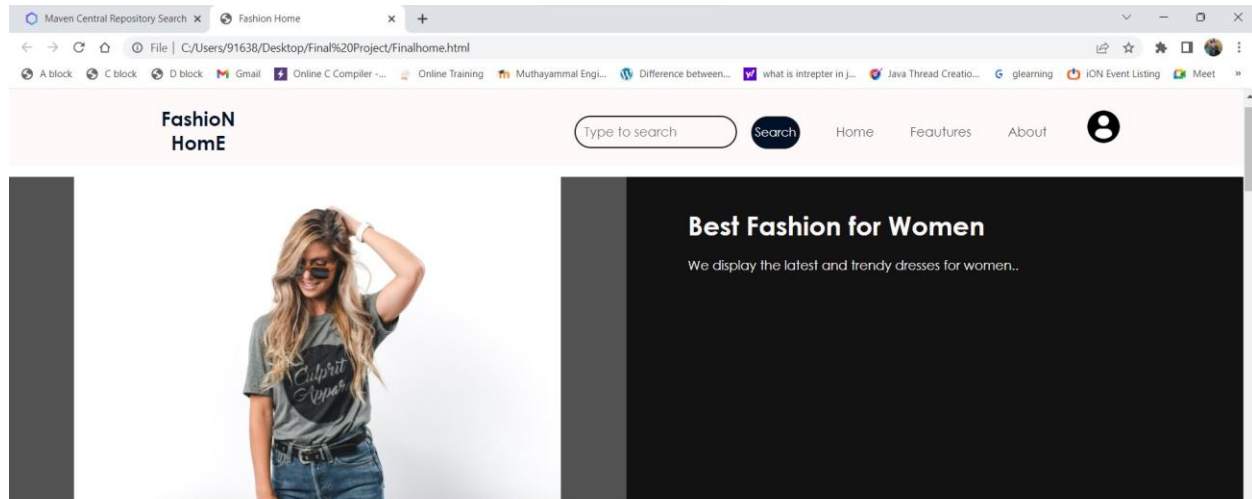 Maven Central Repository Search
Fashion Home
File | C:/Users/91638/Desktop/Final%20Project/Finalhome.html
A block C block D block Gmail Online C Compiler -... Online Training Muthayammal Engi... Difference between... what is intrepter in j... Java Thread Creatio... glearning iON Event Listing Meet »
FashioN
HomE
Type to search Search Home Feautures About
Best Fashion for Women
We display the latest and trendy dresses for women..
Culprit